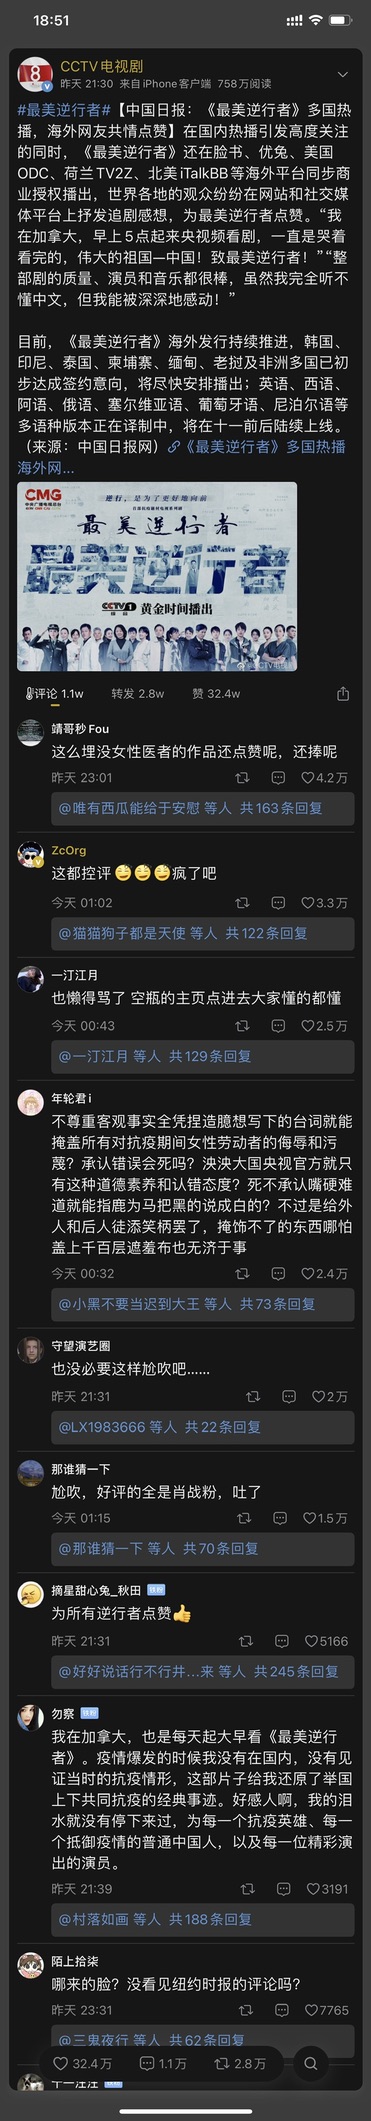 18:51
CCTV电视剧
昨天 21:30 来自iPhone客户端 758万阅读
#最美逆行者#【中国日报：《最美逆行者》多国热
播，海外网友共情点赞】在国内热播引发高度关注
的同时，《最美逆行者》还在脸书、优兔、美国
ODC、荷兰TV2Z、北美iTalkBB等海外平台同步商
业授权播出，世界各地的观众纷纷在网站和社交媒
体平台上抒发追剧感想，为最美逆行者点赞。“我
在加拿大，早上5点起来央视频看剧，一直是哭着
看完的，伟大的祖国—中国！致最美逆行者！”“整
部剧的质量、演员和音乐都很棒，虽然我完全听不
懂中文，但我能被深深地感动！”
目前，《最美逆行者》海外发行持续推进，韩国、
印尼、泰国、柬埔寨、缅甸、老挝及非洲多国已初
步达成签约意向，将尽快安排播出；英语、西语、
阿语、俄语、塞尔维亚语、葡萄牙语、尼泊尔语等
多语种版本正在译制中，将在十一前后陆续上线。
（来源：中国日报网）《最美逆行者》多国热播
海外网...
CMG
中央广播电视总台
逆行，是为了更好地向前
最美逆行者
最美逆行者
CCTV1 综合 黄金时间播出
评论 1.1w 转发 2.8w 赞 32.4w
靖哥秒Fou
这么埋没女性医者的作品还点赞呢，还捧呢
昨天 23:01 4.2万
@唯有西瓜能给于安慰 等人 共163条回复
ZcOrg
这都控评疯了吧
今天 01:02 3.3万
@猫猫狗子都是天使 等人 共122条回复
一汀江月
也懒得骂了 空瓶的主页点进去大家懂的都懂
今天 00:43 2.5万
@一汀江月 等人 共129条回复
年轮君i
不尊重客观事实全凭捏造臆想写下的台词就能
掩盖所有对抗疫期间女性劳动者的侮辱和污
蔑？承认错误会死吗？泱泱大国央视官方就只
有这种道德素养和认错态度？死不承认嘴硬难
道就能指鹿为马把黑的说成白的？不过是给外
人和后人徒添笑柄罢了，掩饰不了的东西哪怕
盖上千百层遮羞布也无济于事
今天 00:32 2.4万
@小黑不要当迟到大王 等人 共73条回复
守望演艺圈
也没必要这样尬吹吧……
昨天 21:31 2万
@LX1983666 等人 共22条回复
那谁猜一下
尬吹，好评的全是肖战粉，吐了
今天 01:15 1.5万
@那谁猜一下 等人 共70条回复
摘星甜心兔_秋田 铁粉
为所有逆行者点赞
昨天 21:31 5166
@好好说话行不行井...来 等人 共245条回复
勿察 铁粉
我在加拿大，也是每天起大早看《最美逆行
者》。疫情爆发的时候我没有在国内，没有见
证当时的抗疫情形，这部片子给我还原了举国
上下共同抗疫的经典事迹。好感人啊，我的泪
水就没有停下来过，为每一个抗疫英雄、每一
个抵御疫情的普通中国人，以及每一位精彩演
出的演员。
昨天 21:39 3191
@村落如画 等人 共188条回复
陌上拾柒
哪来的脸？没看见纽约时报的评论吗？
昨天 23:31 7765
@三鬼夜行 等人 共62条回复
32.4万 1.1万 2.8万